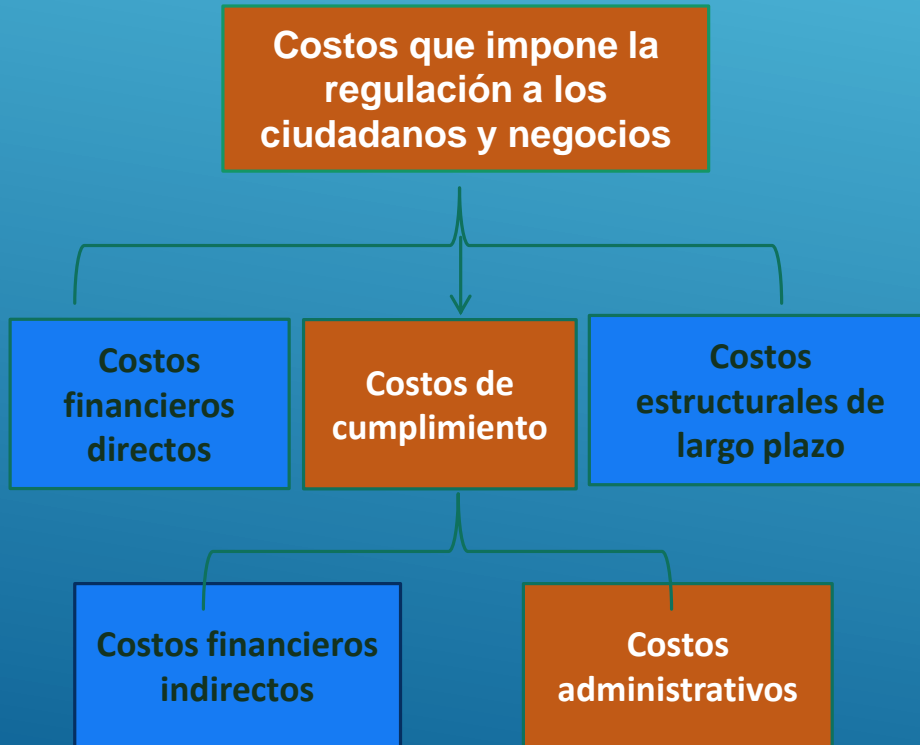 Costos que impone la
regulación a los
ciudadanos y negocios
Costos
financieros
directos
Costos de
cumplimiento
Costos
estructurales de
largo plazo
Costos financieros
indirectos
Costos
administrativos